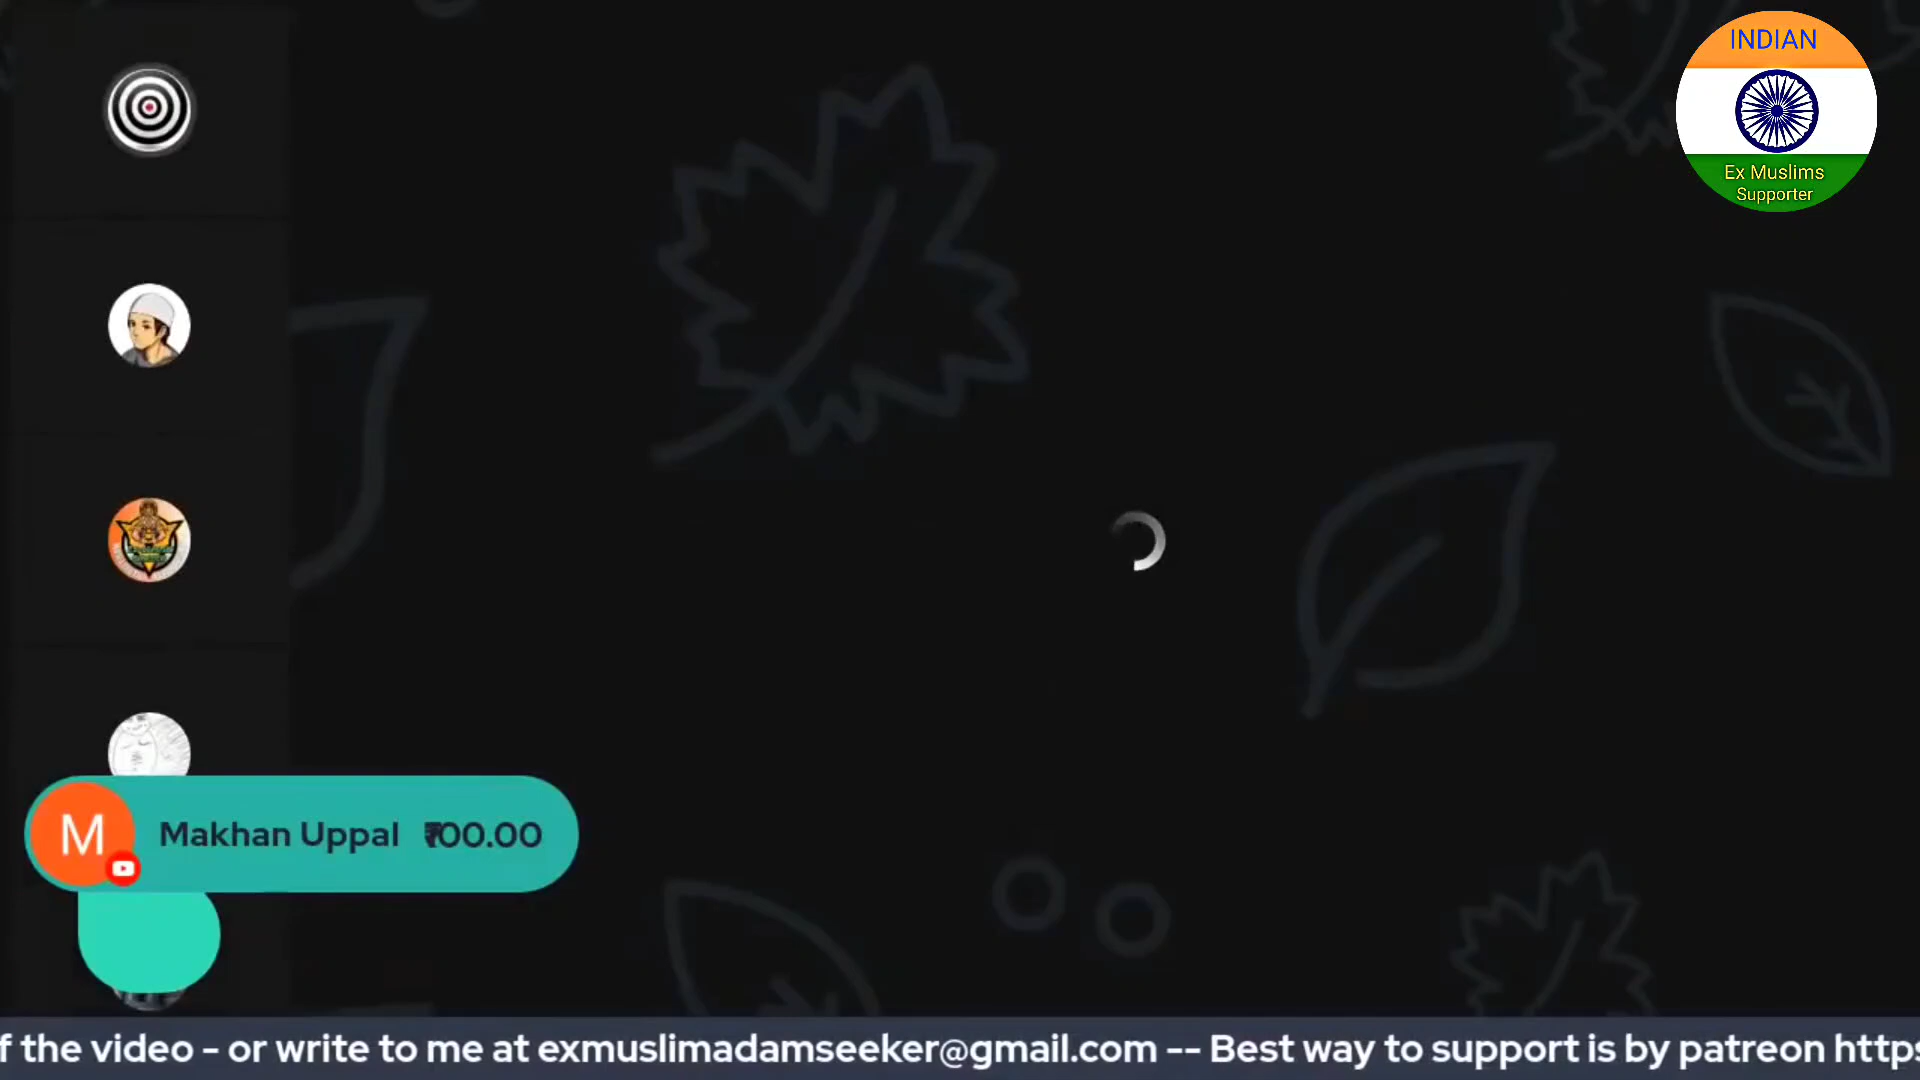 INDIAN
Ex Muslims
Supporter
M
Makhan Uppal
f the video - or write to me at exmuslimadamseeker@gmail.com -- Best way to support is by patreon https